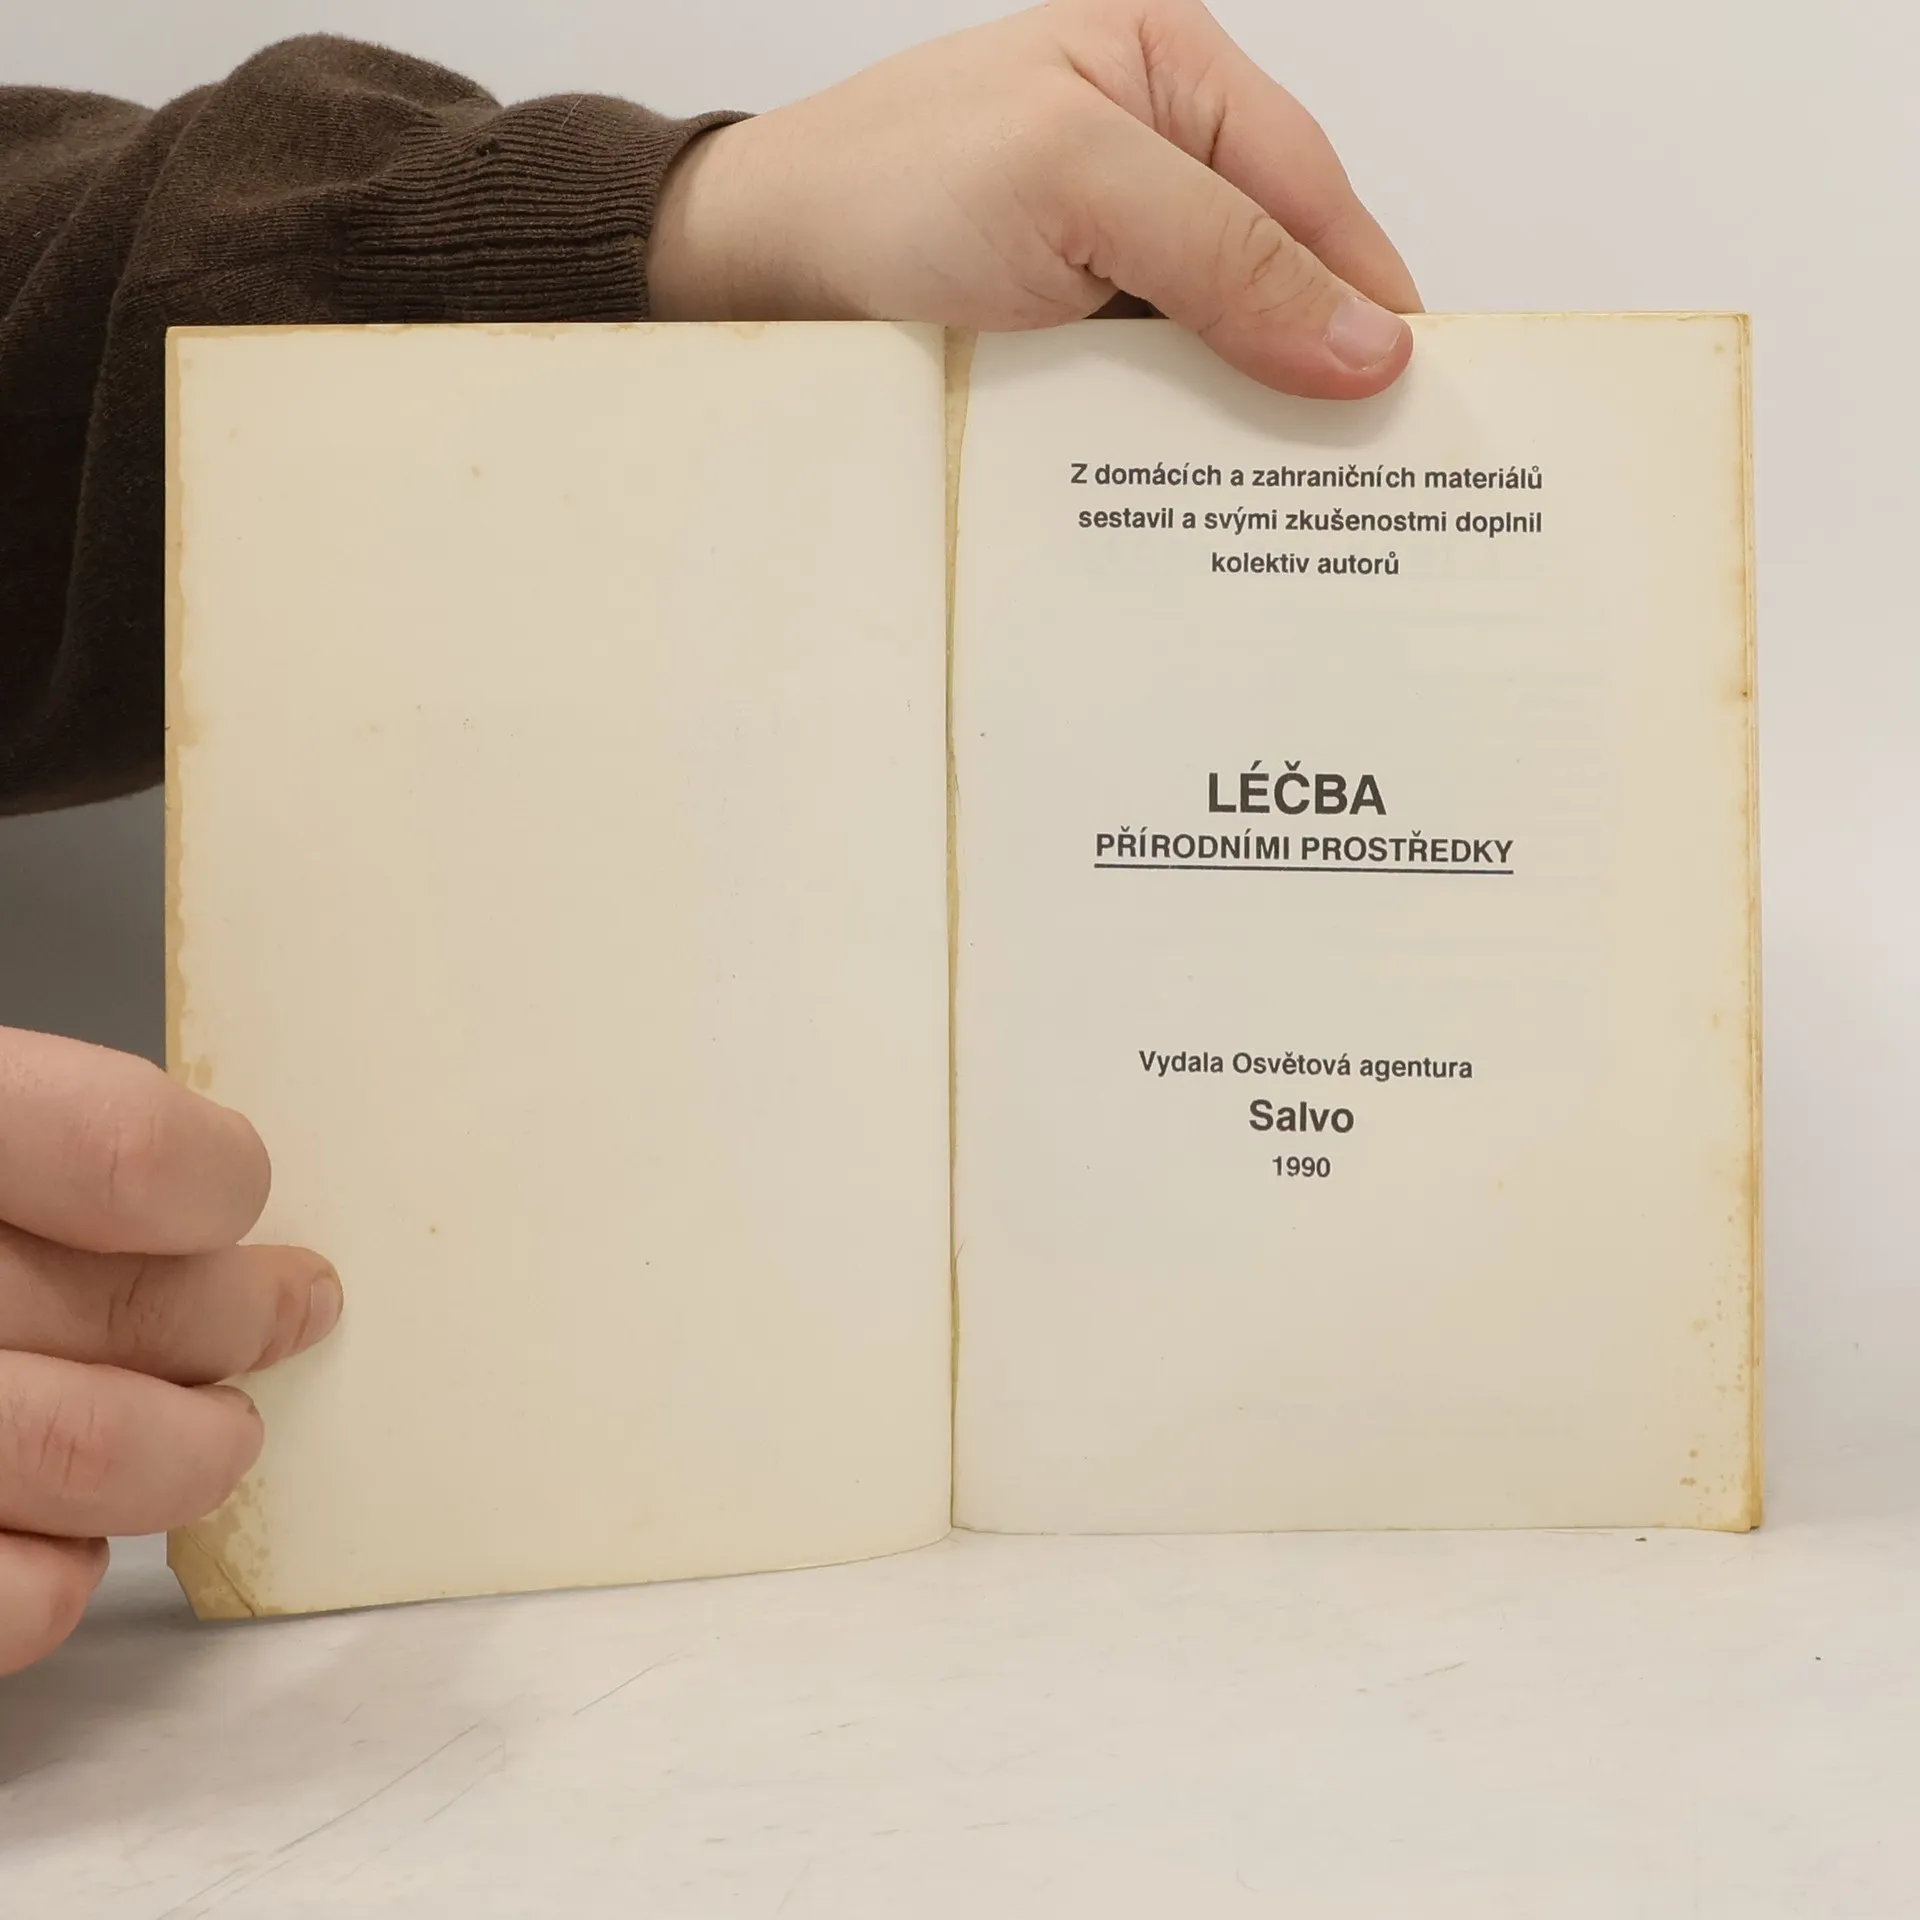 Z domácích a zahraničních materiálů
sestavil a svými zkušenostmi doplnil
kolektiv autorů
LÉČBA
PŘÍRODNÍMI PROSTŘEDKY
Vydala Osvětová agentura
Salvo
1990